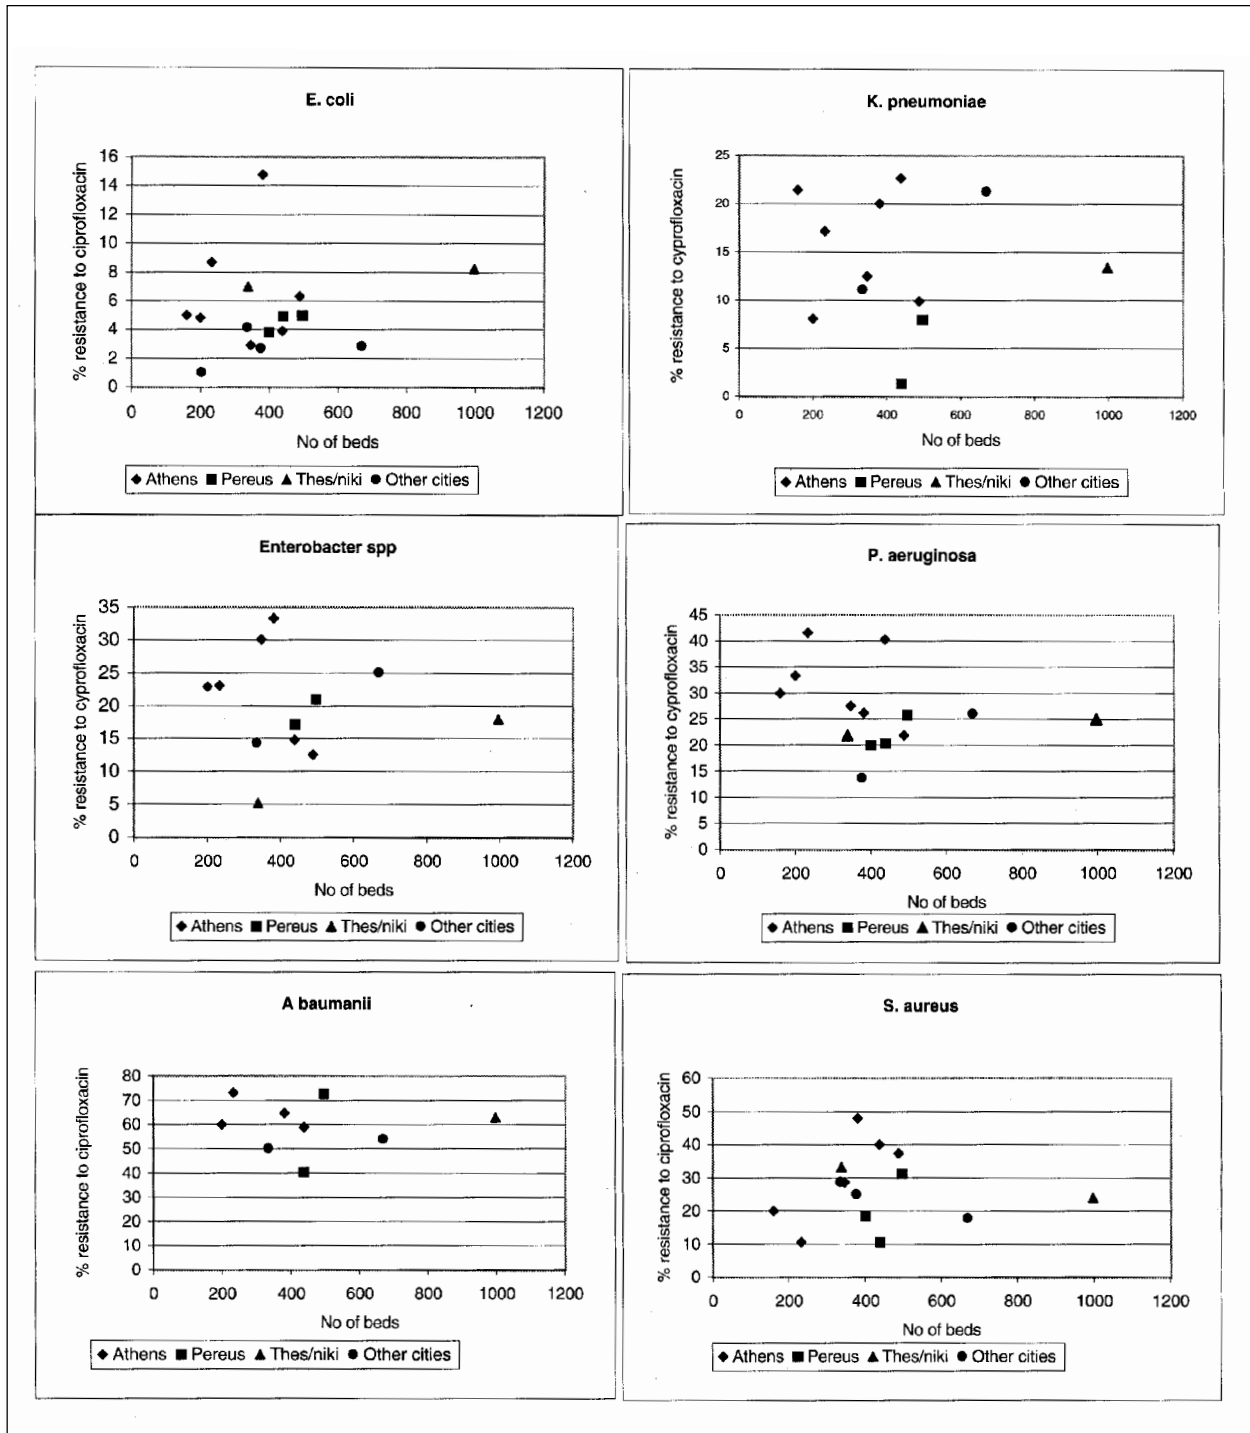 E. coli
% resistance to ciprofloxacin
16
14
12
10
8
6
4
2
0
0 200 400 600 800 1000 1200
No of beds
◆ Athens ■ Pereus ▲ Thes/niki ● Other cities
K. pneumoniae
% resistance to cyprofloxacin
25
20
15
10
5
0
0 200 400 600 800 1000 1200
No of beds
◆ Athens ■ Pereus ▲ Thes/niki ● Other cities
Enterobacter spp
% resistance to cyprofloxacin
35
30
25
20
15
10
5
0
0 200 400 600 800 1000 1200
No of beds
◆ Athens ■ Pereus ▲ Thes/niki ● Other cities
P. aeruginosa
% resistance to cyprofloxacin
45
40
35
30
25
20
15
10
5
0
0 200 400 600 800 1000 1200
No of beds
◆ Athens ■ Pereus ▲ Thes/niki ● Other cities
A baumanii
% resistance to ciprofloxacin
80
70
60
50
40
30
20
10
0
0 200 400 600 800 1000 1200
No of beds
◆ Athens ■ Pereus ▲ Thes/niki ● Other cities
S. aureus
% resistance to ciprofloxacin
60
50
40
30
20
10
0
0 200 400 600 800 1000 1200
No of beds
◆ Athens ■ Pereus ▲ Thes/niki ● Other cities